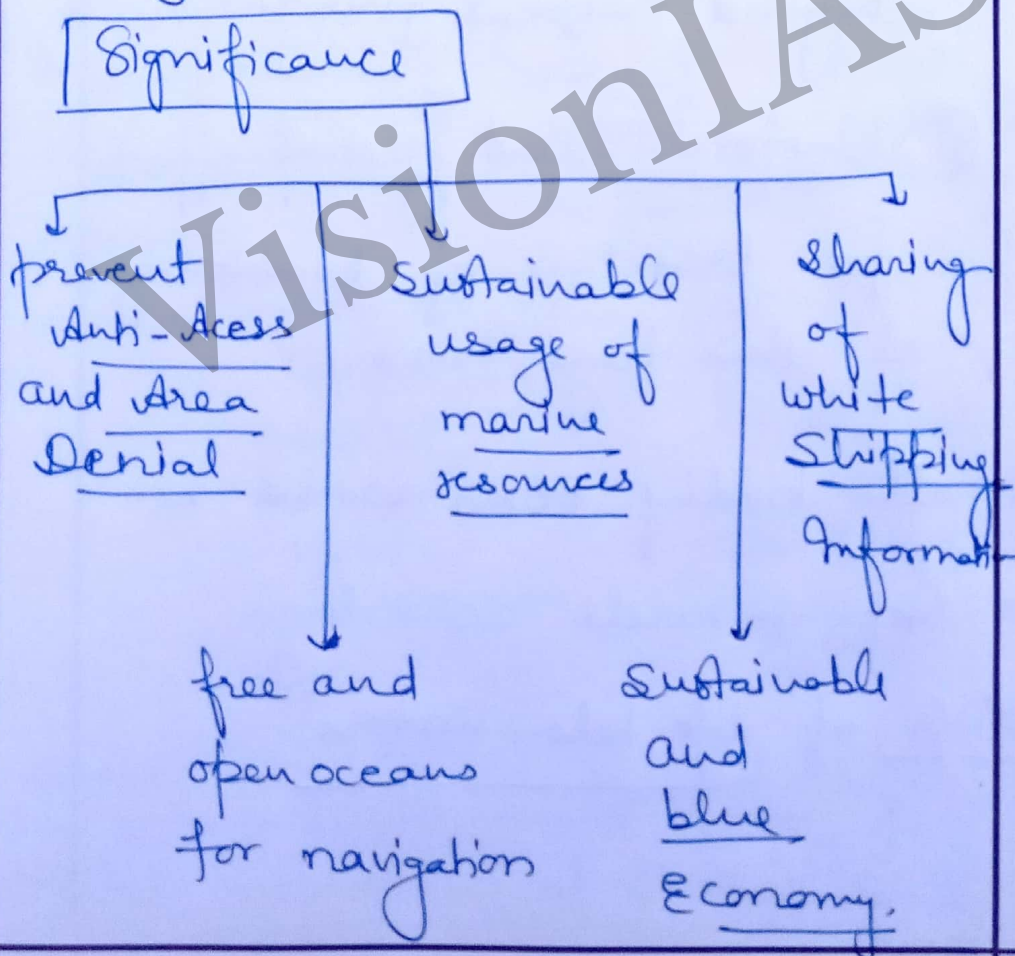 Significance
prevent
Anti-Acess
and Area
Denial
free and
open oceans
for navigation
sustainable
usage of
marine
resources
Sustainable
and
blue
Economy.
Sharing
of
white
Shipping
Informati
VisionIAS